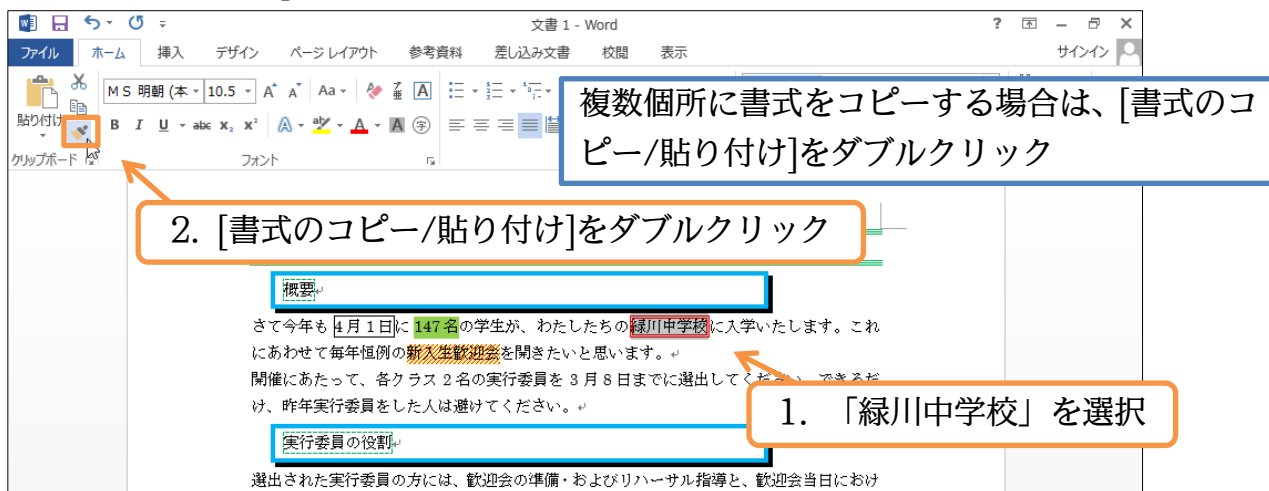 文書 1 - Word
ファイル ホーム 挿入 デザイン ページ レイアウト 参考資料 差し込み文書 校閲 表示 サインイン
貼り付け
ＭＳ 明朝 (本 10.5 A A Aa
B I U abc x₂ x² A ab A A 字
クリップボード フォント
複数個所に書式をコピーする場合は、[書式のコ
ピー/貼り付け]をダブルクリック
2. [書式のコピー/貼り付け]をダブルクリック
概要
さて今年も 4月1日に 147名の学生が、わたしたちの緑川中学校に入学いたします。これ
にあわせて毎年恒例の新入生歓迎会を開きたいと思います。
開催にあたって、各クラス 2 名の実行委員を 3 月 8 日までに選出してください。できるだ
け、昨年実行委員をした人は避けてください。
1. 「緑川中学校」を選択
実行委員の役割
選出された実行委員の方には、歓迎会の準備・およびリハーサル指導と、歓迎会当日におけ